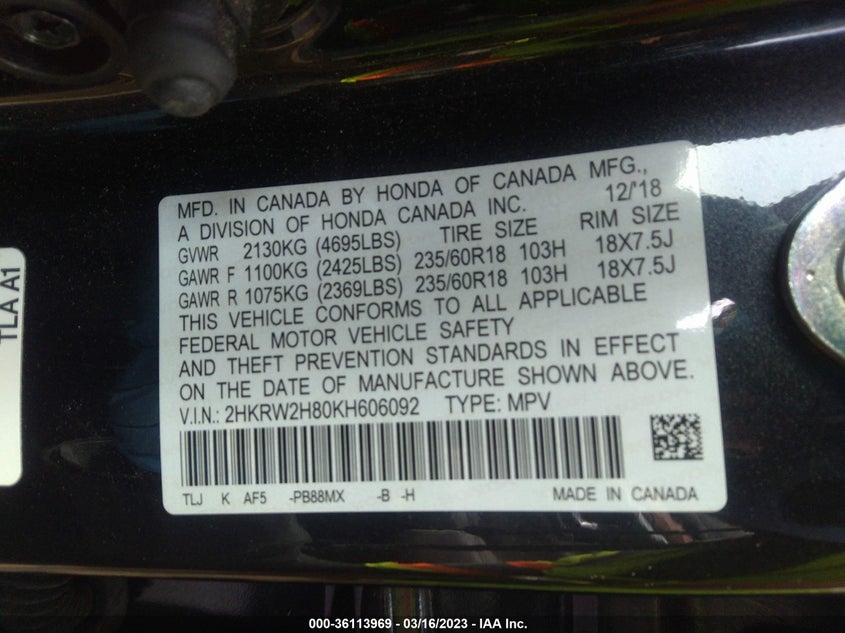 MFD. IN CANADA BY HONDA OF CANADA MFG.,
A DIVISION OF HONDA CANADA INC. 12/'18
GVWR 2130KG (4695LBS) TIRE SIZE RIM SIZE
GAWR F 1100KG (2425LBS) 235/60R18 103H 18X7.5J
GAWR R 1075KG (2369LBS) 235/60R18 103H 18X7.5J
THIS VEHICLE CONFORMS TO ALL APPLICABLE
FEDERAL MOTOR VEHICLE SAFETY
AND THEFT PREVENTION STANDARDS IN EFFECT
ON THE DATE OF MANUFACTURE SHOWN ABOVE.
V.I.N.: 2HKRW2H80KH606092 TYPE: MPV
TLJ K AF5 -PB88MX -B -H MADE IN CANADA
TLA A1
000-36113969 - 03/16/2023 - IAA Inc.